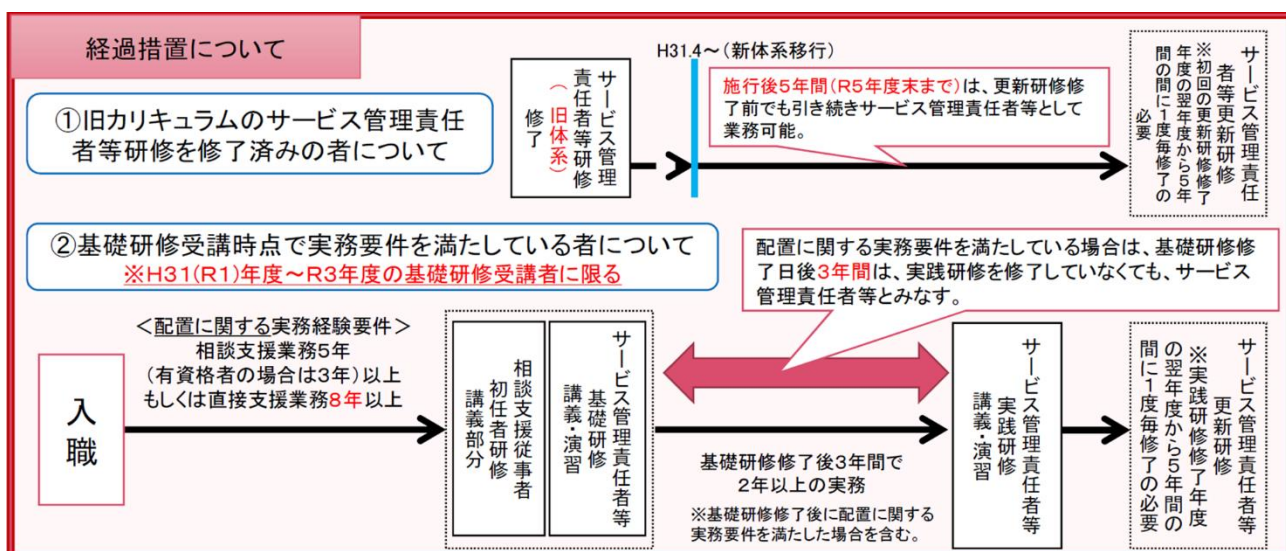 経過措置について
H31.4～(新体系移行)
①旧カリキュラムのサービス管理責任
者等研修を修了済みの者について
サービス管理
責任者等研修
(旧体系)
修了
施行後5年間(R5年度末まで)は、更新研修修
了前でも引き続きサービス管理責任者等として
業務可能。
サービス管理責任
者等更新研修
※初回の更新研修修了
年度の翌年度から5年
間の間に1度毎修了の
必要
②基礎研修受講時点で実務要件を満たしている者について
※H31(R1)年度～R3年度の基礎研修受講者に限る
配置に関する実務要件を満たしている場合は、基礎研修修
了日後3年間は、実践研修を修了していなくても、サービス
管理責任者等とみなす。
入職
<配置に関する実務経験要件>
相談支援業務5年
(有資格者の場合は3年)以上
もしくは直接支援業務8年以上
相談支援従事者
初任者研修
講義部分
サービス管理責任者等
基礎研修
講義・演習
基礎研修修了後3年間で
2年以上の実務
※基礎研修修了後に配置に関する
実務要件を満たした場合を含む。
サービス管理責任者等
実践研修
講義・演習
サービス管理責任者等
更新研修
※実践研修修了年度
の翌年度から5年間の
間に1度毎修了の必要